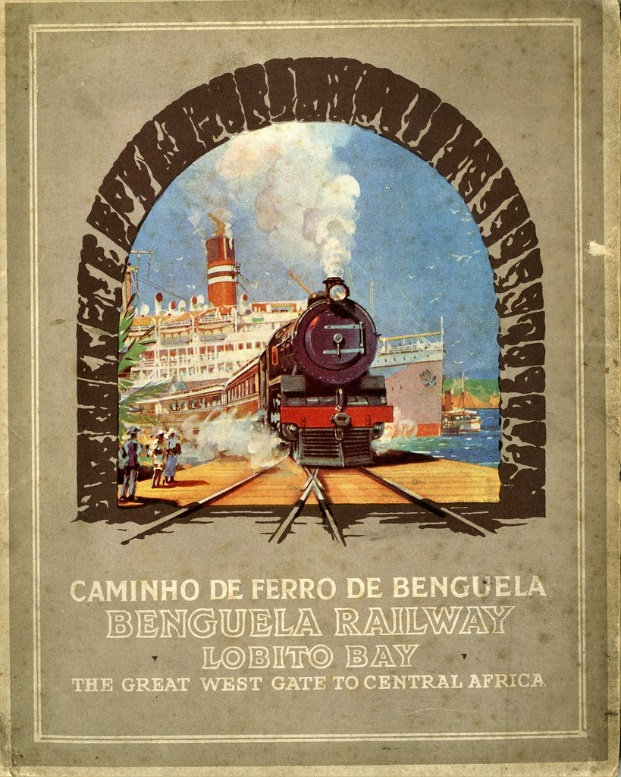 CAMINHO DE FERRO DE BENGUELA
BENGUELA RAILWAY
LOBITO BAY
THE GREAT WEST GATE TO CENTRAL AFRICA